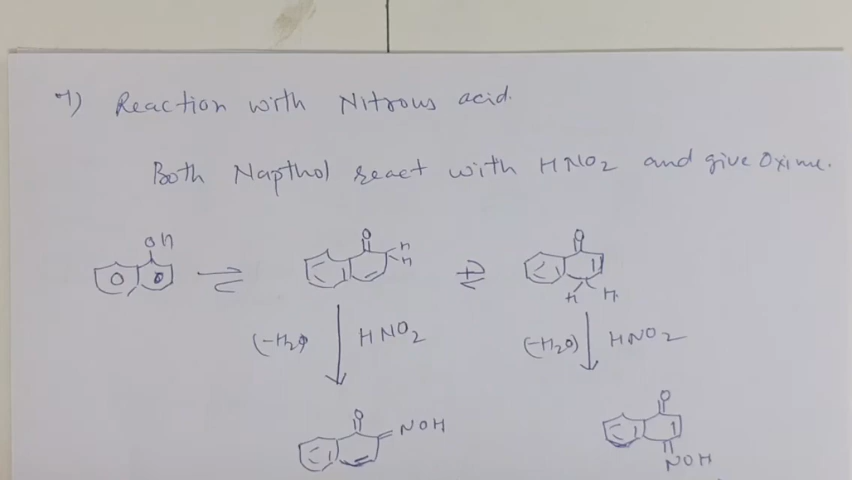 7) Reaction with Nitrous acid.
Both Napthol react with HNO2 and give Oxime.
OH
O
H
H
O
H H
(-H2O) HNO2
(-H2O) HNO2
O
NOH
O
NOH